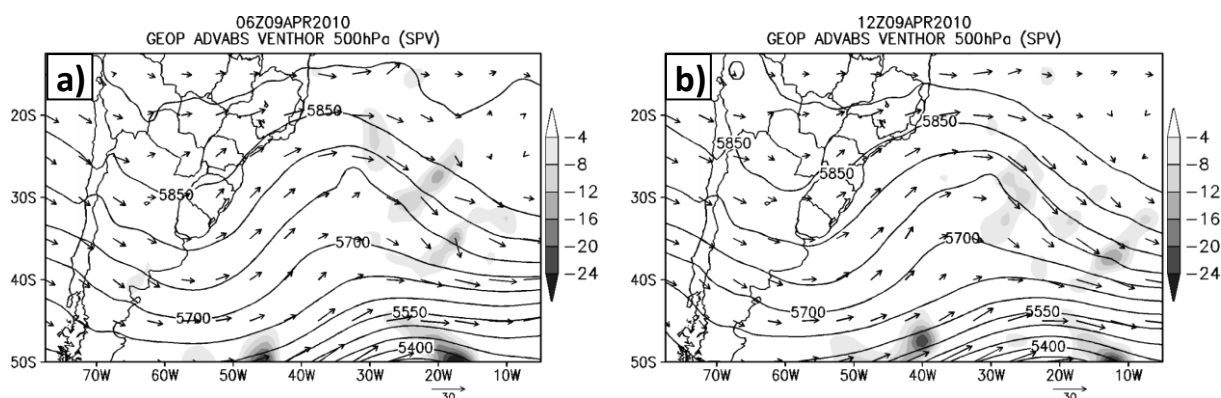 06Z09APR2010
GEOP ADVABS VENTHOR 500hPa (SPV)
a)
20S
30S
40S
50S
70W 60W 50W 40W 30W 20W 10W
5850
5850
5700
5700
5550
5400
-4
-8
-12
-16
-20
-24
30
12Z09APR2010
GEOP ADVABS VENTHOR 500hPa (SPV)
b)
20S
30S
40S
50S
70W 60W 50W 40W 30W 20W 10W
5850
5850
5850
5700
5700
5550
5400
-4
-8
-12
-16
-20
-24
30